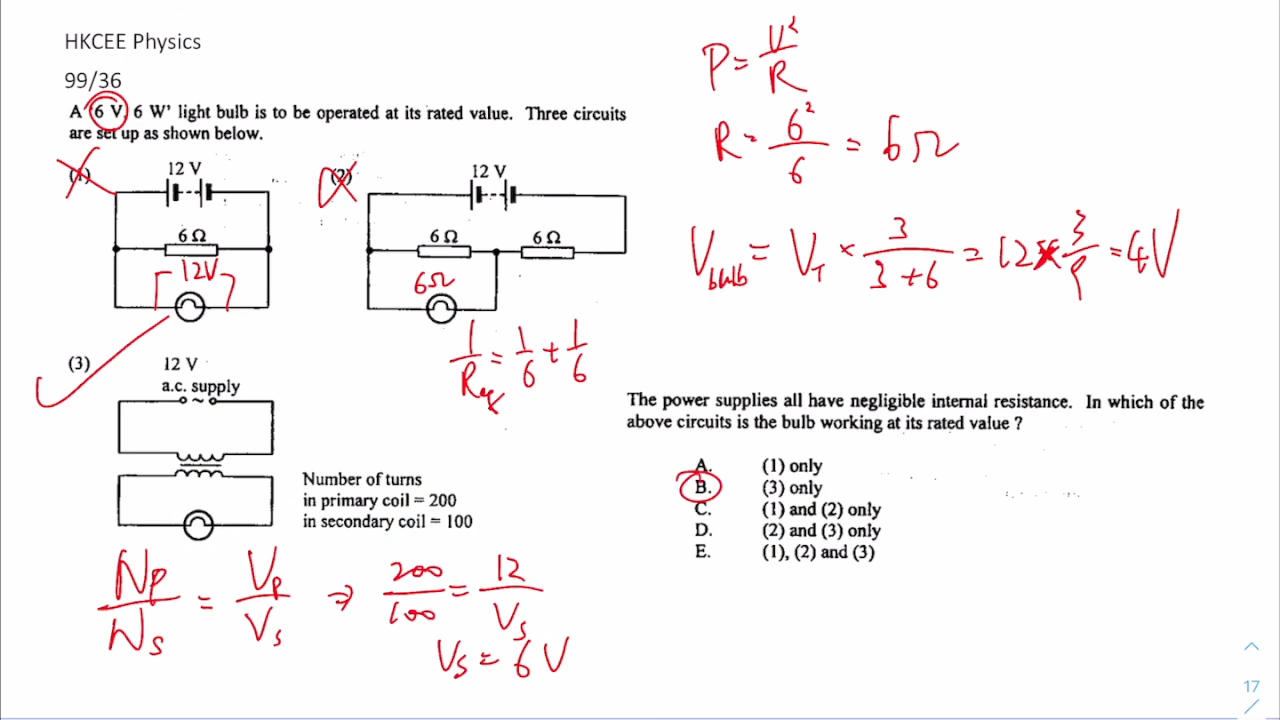 HKCEE Physics
99/36
A '6 V, 6 W' light bulb is to be operated at its rated value. Three circuits
are set up as shown below.
(1)
12 V
6 Ω
12V
(2)
12 V
6 Ω
6 Ω
6Ω
1/Req = 1/6 + 1/6
(3)
12 V
a.c. supply
Number of turns
in primary coil = 200
in secondary coil = 100
Np/Ns = Vp/Vs ⇒ 200/100 = 12/Vs
Vs = 6 V
P = V²/R
R = 6²/6 = 6Ω
Vbulb = VT × 3/(3+6) = 12 × 3/9 = 4V
The power supplies all have negligible internal resistance. In which of the
above circuits is the bulb working at its rated value ?
A. (1) only
B. (3) only
C. (1) and (2) only
D. (2) and (3) only
E. (1), (2) and (3)
17